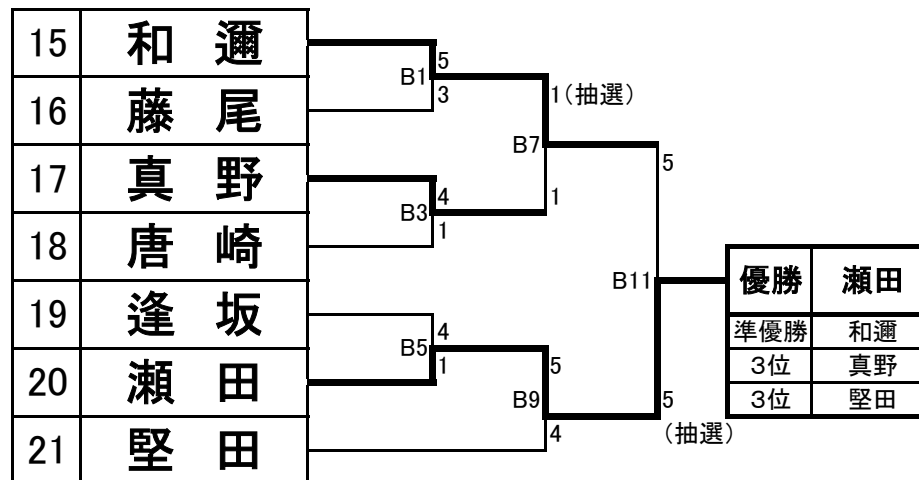 15 和 邇
16 藤 尾
17 真 野
18 唐 崎
19 逢 坂
20 瀬 田
21 堅 田
B1
5
3
B3
4
1
B5
4
1
B7
1(抽選)
1
B9
5
4
B11
5
5
(抽選)
優勝 瀬田
準優勝 和邇
3位 真野
3位 堅田